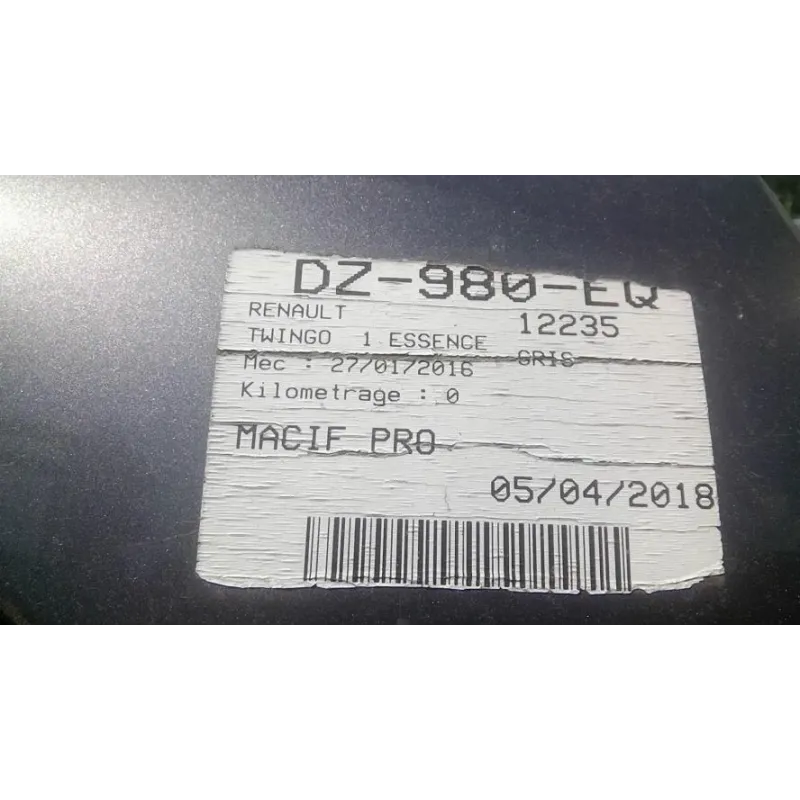 DZ-980-EQ
RENAULT 12235
TWINGO 1 ESSENCE GRIS
Mec : 27/01/2016
Kilometrage : 0
MACIF PRO
05/04/2018